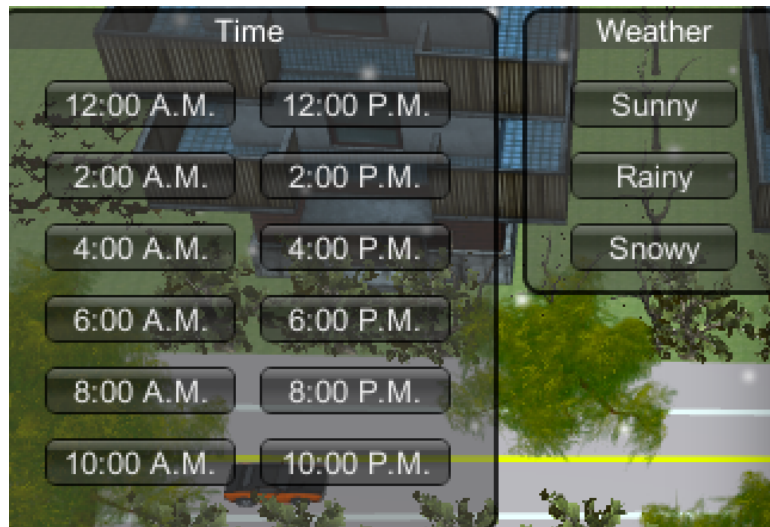 Time
12:00 A.M. 12:00 P.M.
2:00 A.M. 2:00 P.M.
4:00 A.M. 4:00 P.M.
6:00 A.M. 6:00 P.M.
8:00 A.M. 8:00 P.M.
10:00 A.M. 10:00 P.M.
Weather
Sunny
Rainy
Snowy